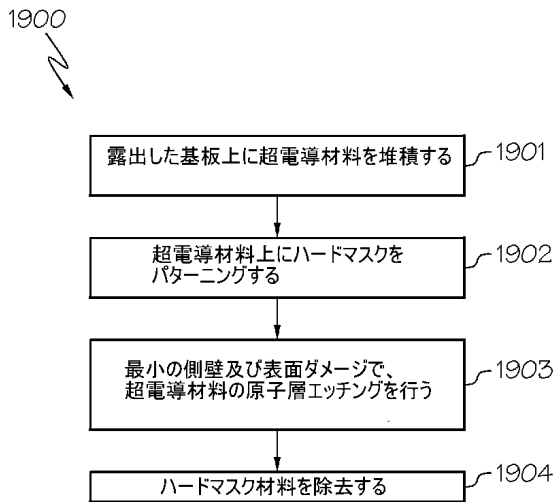 1900
露出した基板上に超電導材料を堆積する
1901
超電導材料上にハードマスクを
パターニングする
1902
最小の側壁及び表面ダメージで、
超電導材料の原子層エッチングを行う
1903
ハードマスク材料を除去する
1904